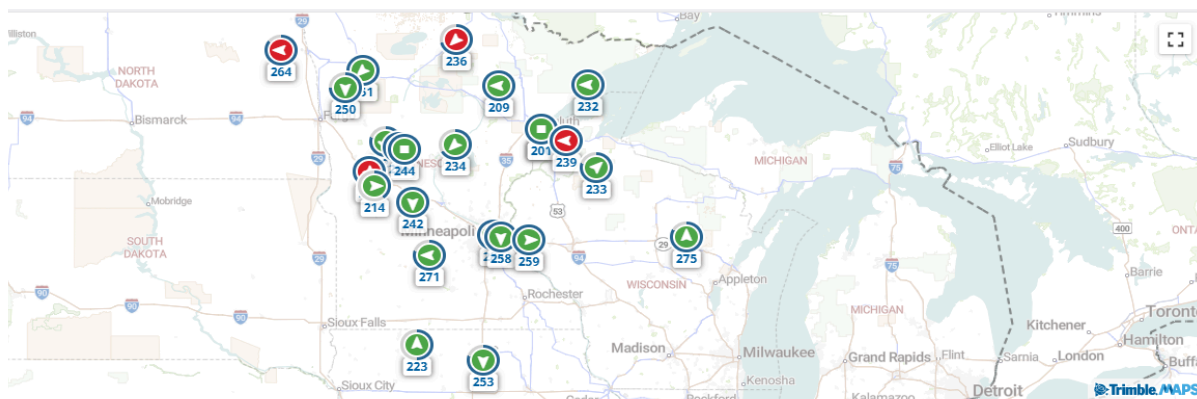 Bay
Timmins
Williston
264
236
NORTH
DAKOTA
250
209
232
94
Bismarck
29
94
201
239
244
234
35
233
MICHIGAN
Elliot Lake
Sudbury
75
Mobridge
214
242
53
SOUTH
DAKOTA
29
258
259
94
29
275
400
271
75
Appleton
Barrie
WISCONSIN
90
90
Rochester
MICHIGAN
Toronto
Sioux Falls
Kitchener
Hamilton
223
253
Madison
Milwaukee
Grand Rapids
Flint
Sarnia
London
Sioux City
Kenosha
Detroit
Kalamazoo
Rockford
Cedar
Trimble MAPS